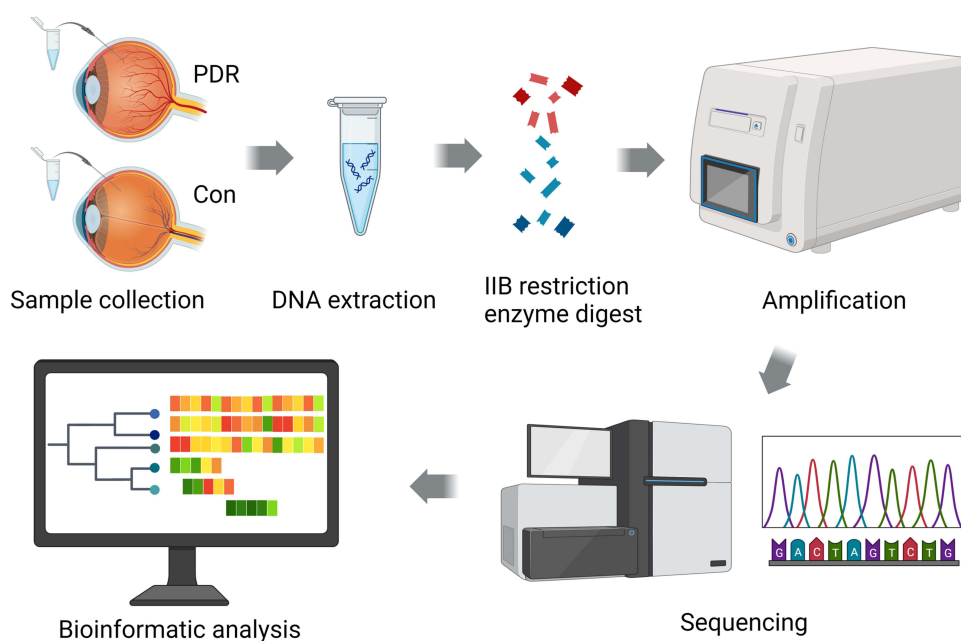 PDR
Con
Sample collection
DNA extraction
IIB restriction
enzyme digest
Amplification
G A C T A G T C T G
Sequencing
Bioinformatic analysis